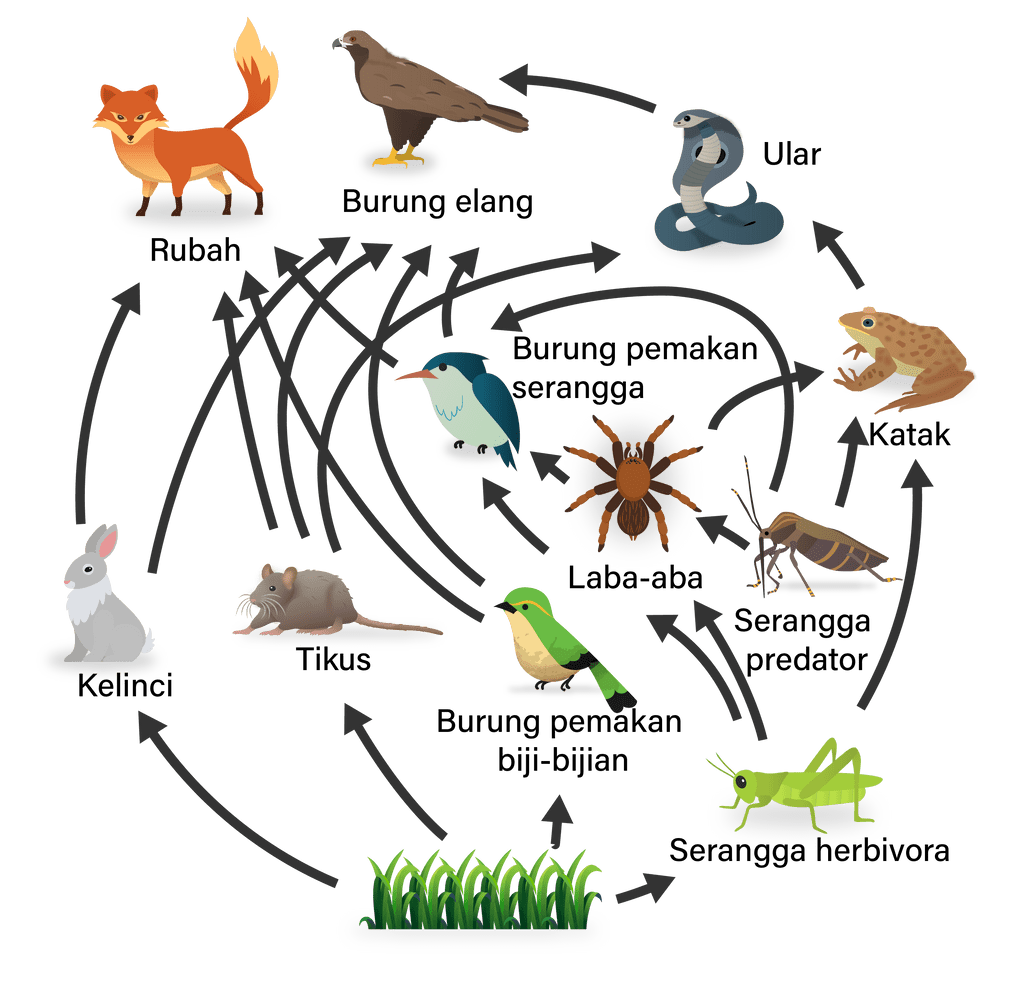 Ular
Burung elang
Rubah
Burung pemakan
serangga
Katak
Laba-aba
Serangga
predator
Tikus
Kelinci
Burung pemakan
biji-bijian
Serangga herbivora